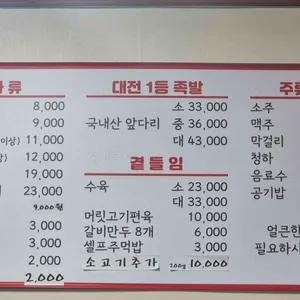 류
8,000
9,000
이상) 11,000
12,000
19,000
23,000
9,000원
3,000
3,000
2,000
2,000
대전 1등 족발
소 33,000
국내산 앞다리 중 36,000
대 43,000
곁들임
수육 소 23,000
대 33,000
머릿고기편육 10,000
갈비만두 8개 6,000
셀프주먹밥 3,000
소고기추가 200g 10,000
주
소주
맥주
막걸리
청하
음료수
공기밥
얼큰한
필요하시